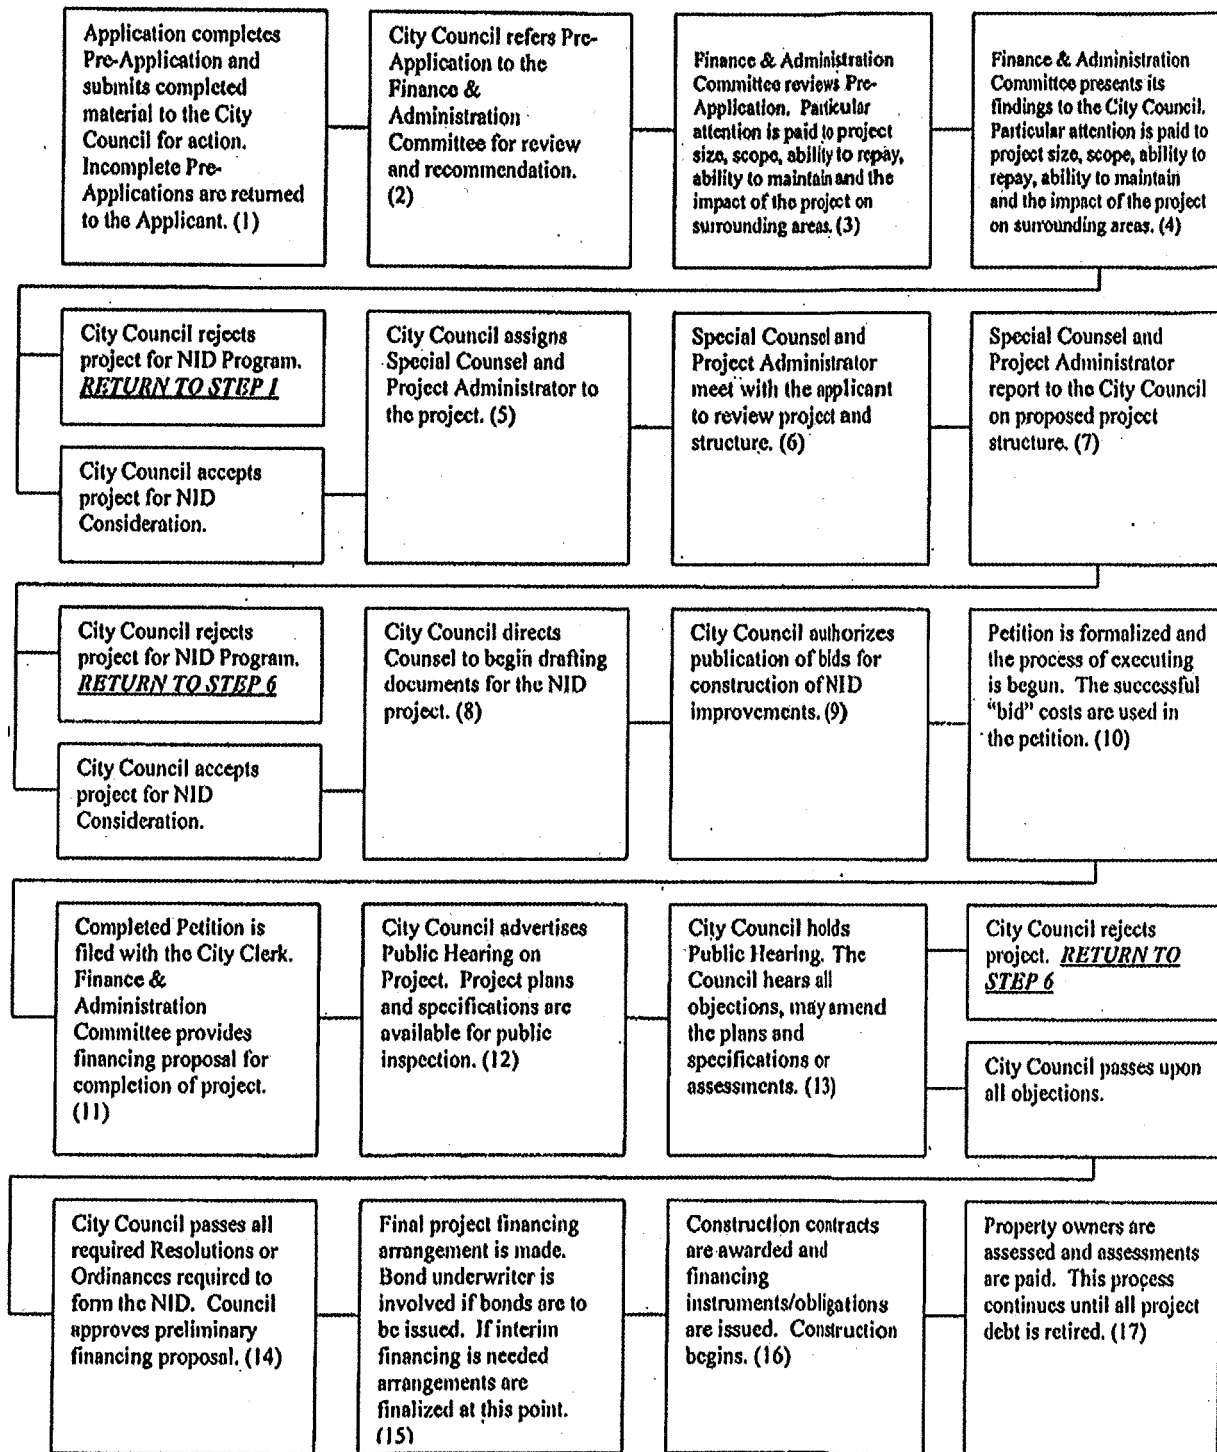 Application completes
Pre-Application and
submits completed
material to the City
Council for action.
Incomplete Pre-
Applications are returned
to the Applicant. (1)
City Council refers Pre-
Application to the
Finance &
Administration
Committee for review
and recommendation.
(2)
Finance & Administration
Committee reviews Pre-
Application. Particular
attention is paid to project
size, scope, ability to repay,
ability to maintain and the
impact of the project on
surrounding areas. (3)
Finance & Administration
Committee presents its
findings to the City Council.
Particular attention is paid to
project size, scope, ability to
repay, ability to maintain
and the impact of the project
on surrounding areas. (4)
City Council rejects
project for NID Program.
RETURN TO STEP 1
City Council accepts
project for NID
Consideration.
City Council assigns
Special Counsel and
Project Administrator to
the project. (5)
Special Counsel and
Project Administrator
meet with the applicant
to review project and
structure. (6)
Special Counsel and
Project Administrator
report to the City Council
on proposed project
structure. (7)
City Council rejects
project for NID Program.
RETURN TO STEP 6
City Council accepts
project for NID
Consideration.
City Council directs
Counsel to begin drafting
documents for the NID
project. (8)
City Council authorizes
publication of bids for
construction of NID
improvements. (9)
Petition is formalized and
the process of executing
is begun. The successful
"bid" costs are used in
the petition. (10)
Completed Petition is
filed with the City Clerk.
Finance &
Administration
Committee provides
financing proposal for
completion of project.
(11)
City Council advertises
Public Hearing on
Project. Project plans
and specifications are
available for public
inspection. (12)
City Council holds
Public Hearing. The
Council hears all
objections, may amend
the plans and
specifications or
assessments. (13)
City Council rejects
project. RETURN TO
STEP 6
City Council passes upon
all objections.
City Council passes all
required Resolutions or
Ordinances required to
form the NID. Council
approves preliminary
financing proposal. (14)
Final project financing
arrangement is made.
Bond underwriter is
involved if bonds are to
be issued. If interim
financing is needed
arrangements are
finalized at this point.
(15)
Construction contracts
are awarded and
financing
instruments/obligations
are issued. Construction
begins. (16)
Property owners are
assessed and assessments
are paid. This process
continues until all project
debt is retired. (17)